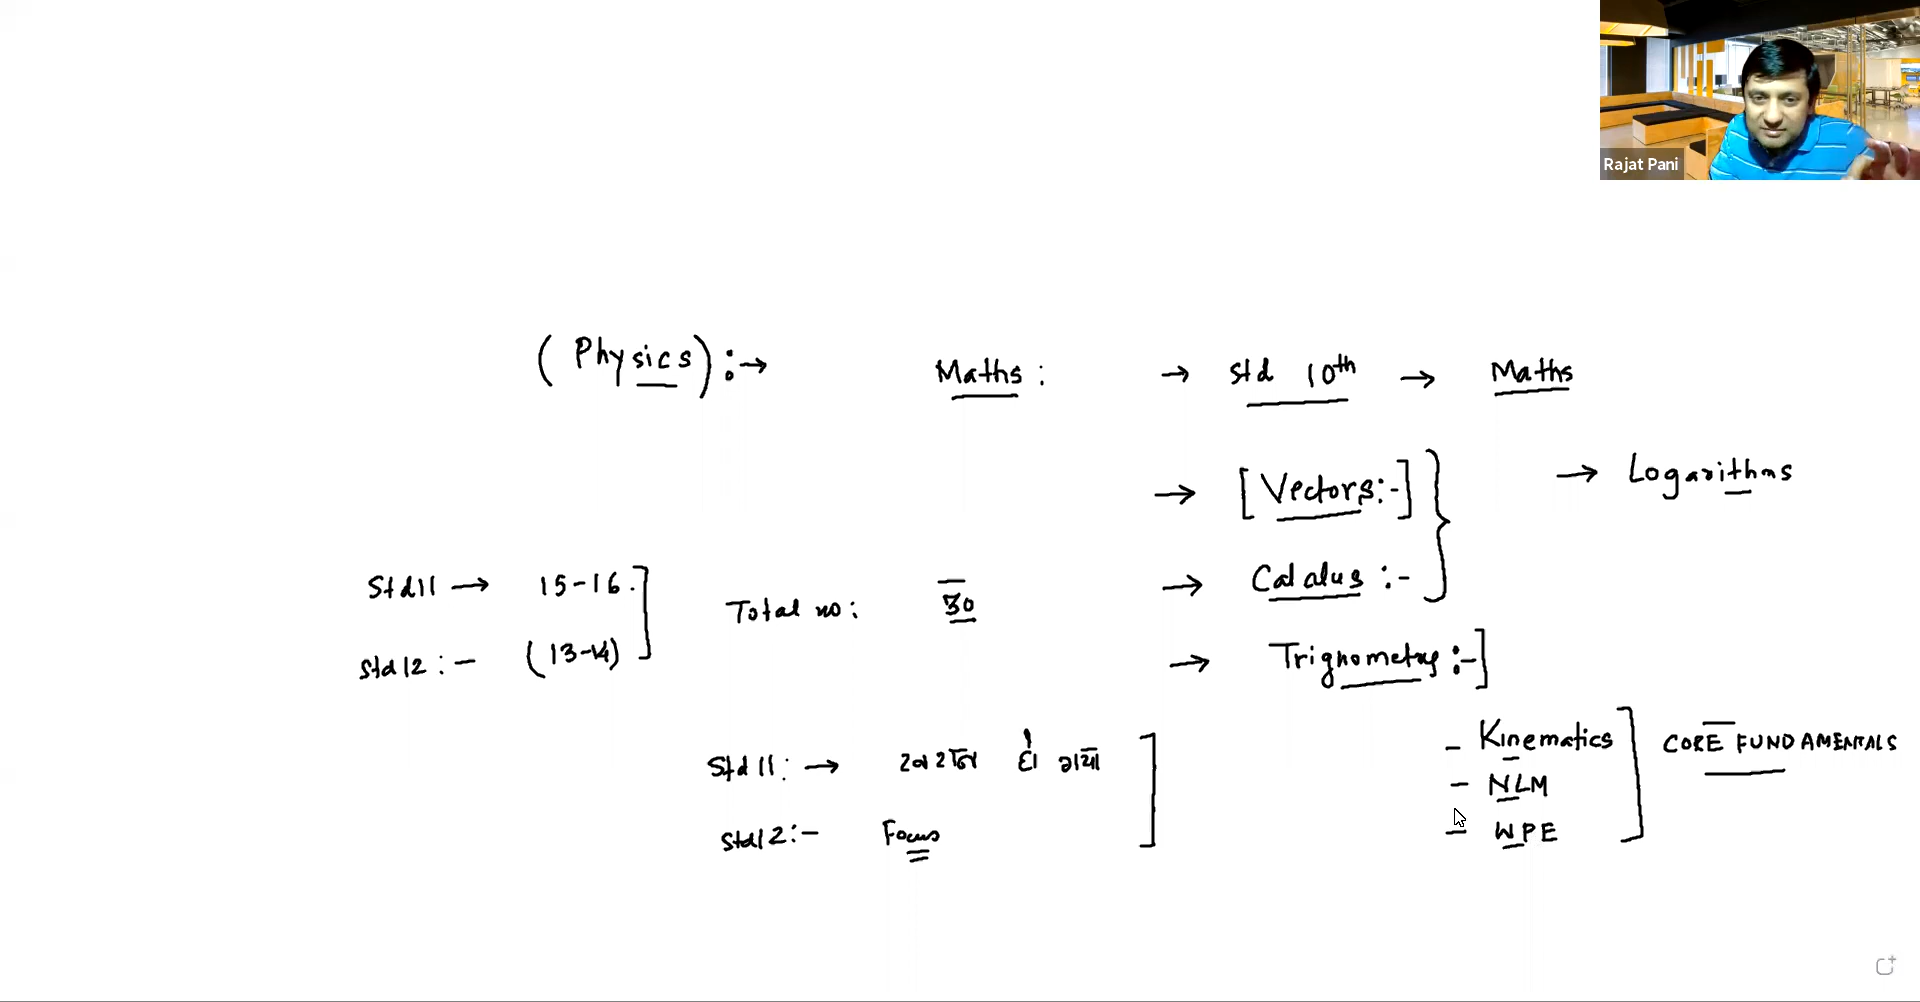 Rajat Pani
(Physics) :→ Maths : → std 10th → Maths
→ [Vectors:-] → Logarithms
Std 11 → 15-16. Total no: 30 → Calalus :-
Std 12 :- (13-14) → Trignometry :-]
- Kinematics CORE FUNDAMENTALS
Std 11: →
- NLM
Std 12:- Focus - WPE